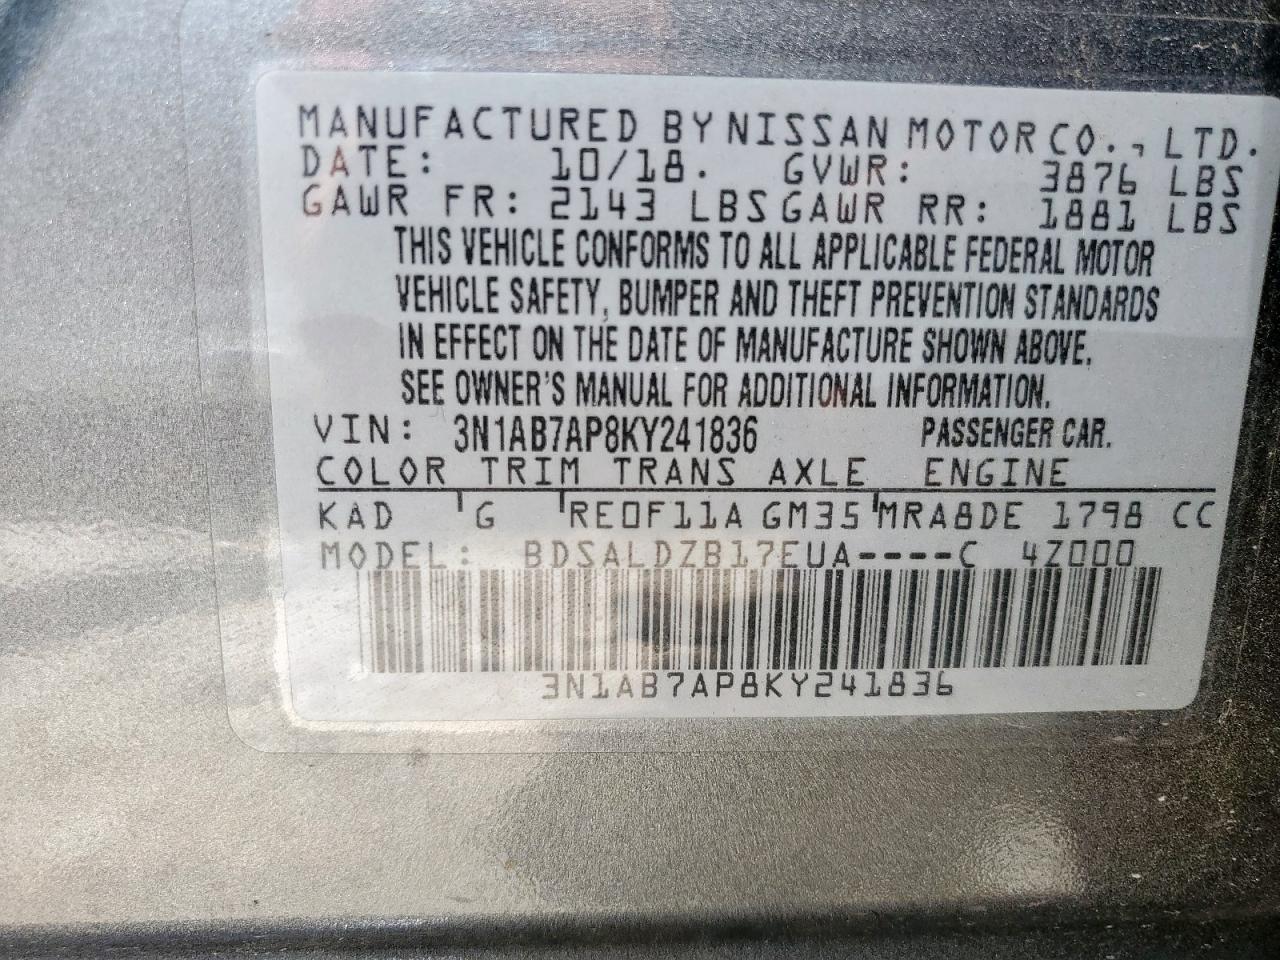 MANUFACTURED BY NISSAN MOTOR CO., LTD.
DATE: 10/18. GVWR: 3876 LBS
GAWR FR: 2143 LBS GAWR RR: 1881 LBS
THIS VEHICLE CONFORMS TO ALL APPLICABLE FEDERAL MOTOR
VEHICLE SAFETY, BUMPER AND THEFT PREVENTION STANDARDS
IN EFFECT ON THE DATE OF MANUFACTURE SHOWN ABOVE.
SEE OWNER'S MANUAL FOR ADDITIONAL INFORMATION.
VIN: 3N1AB7AP8KY241836 PASSENGER CAR.
COLOR TRIM TRANS AXLE ENGINE
KAD G RE0F11A GM35 MRA8DE 1798 CC
MODEL: BDSALDZB17EUA----C 4Z000
3N1AB7AP8KY241836